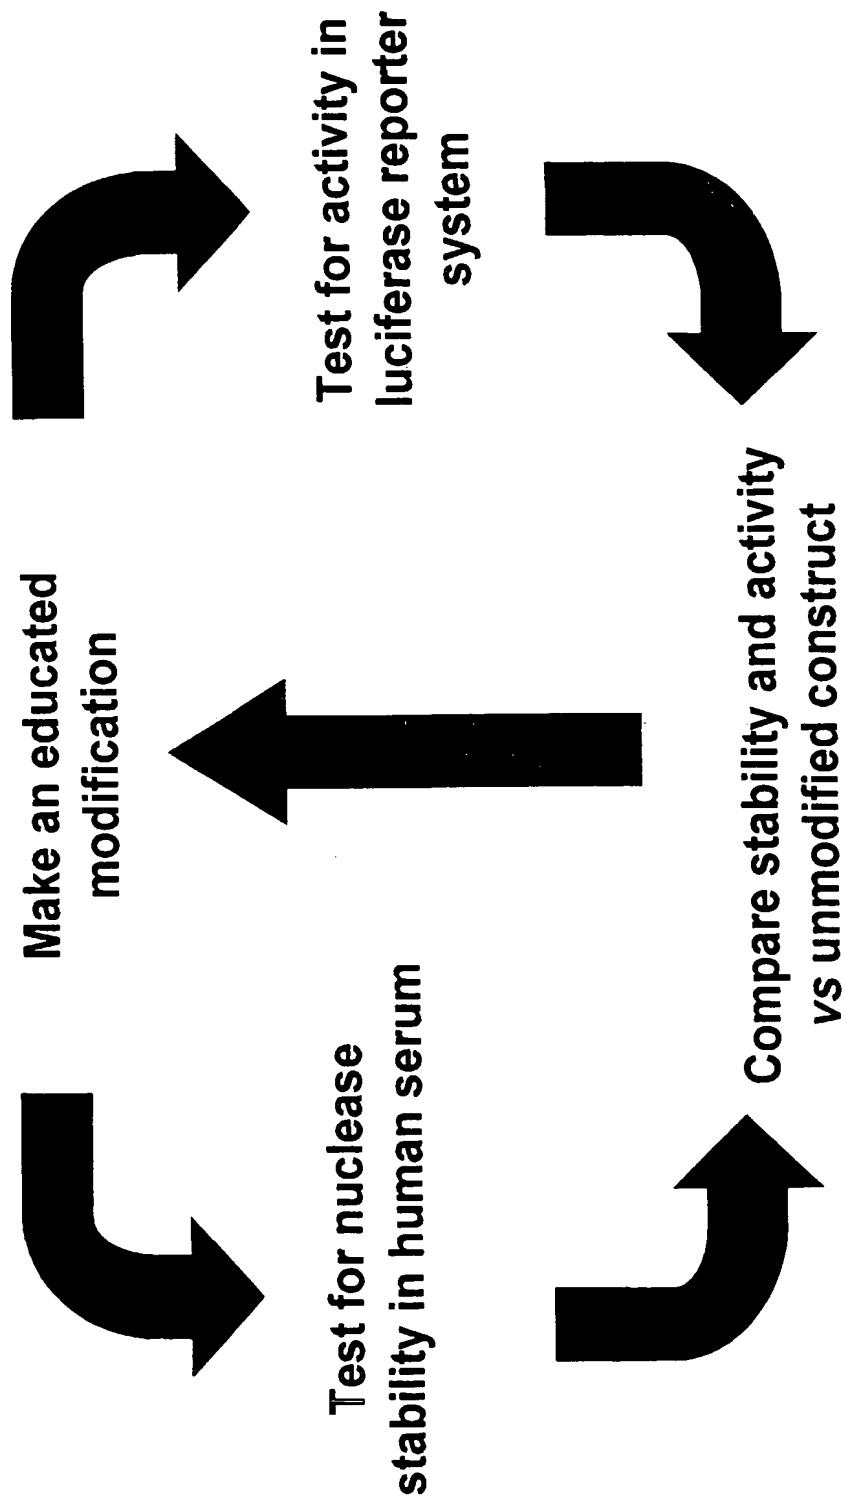 Make an educated
modification
Test for nuclease
stability in human serum
Test for activity in
luciferase reporter
system
Compare stability and activity
vs unmodified construct